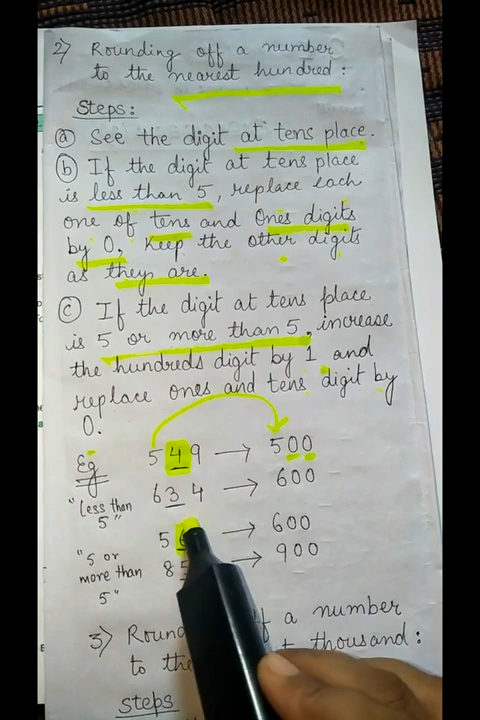 2) Rounding off a number
to the nearest hundred:
Steps:
(a) See the digit at tens place.
(b) If the digit at tens place
is less than 5, replace each
one of tens and Ones digits
by 0, Keep the other digits
as they are.
(c) If the digit at tens place
is 5 or more than 5, increase
the hundreds digit by 1 and
replace ones and tens digit by
0.
Eg 549 → 500
"less than 5" 634 → 600
5 → 600
"5 or more than 5" 85 → 900
3) Roun f a number
to the t thousand:
Steps